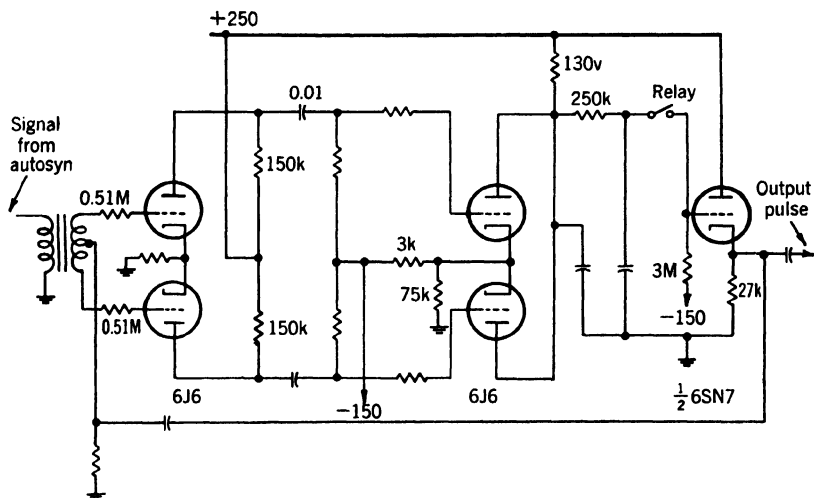 +250
130v
Relay
0.01
250k
Signal
from
autosyn
150k
0.51M
Output
pulse
3k
3M
27k
75k
0.51M
150k
-150
6J6
-150
6J6
½ 6SN7